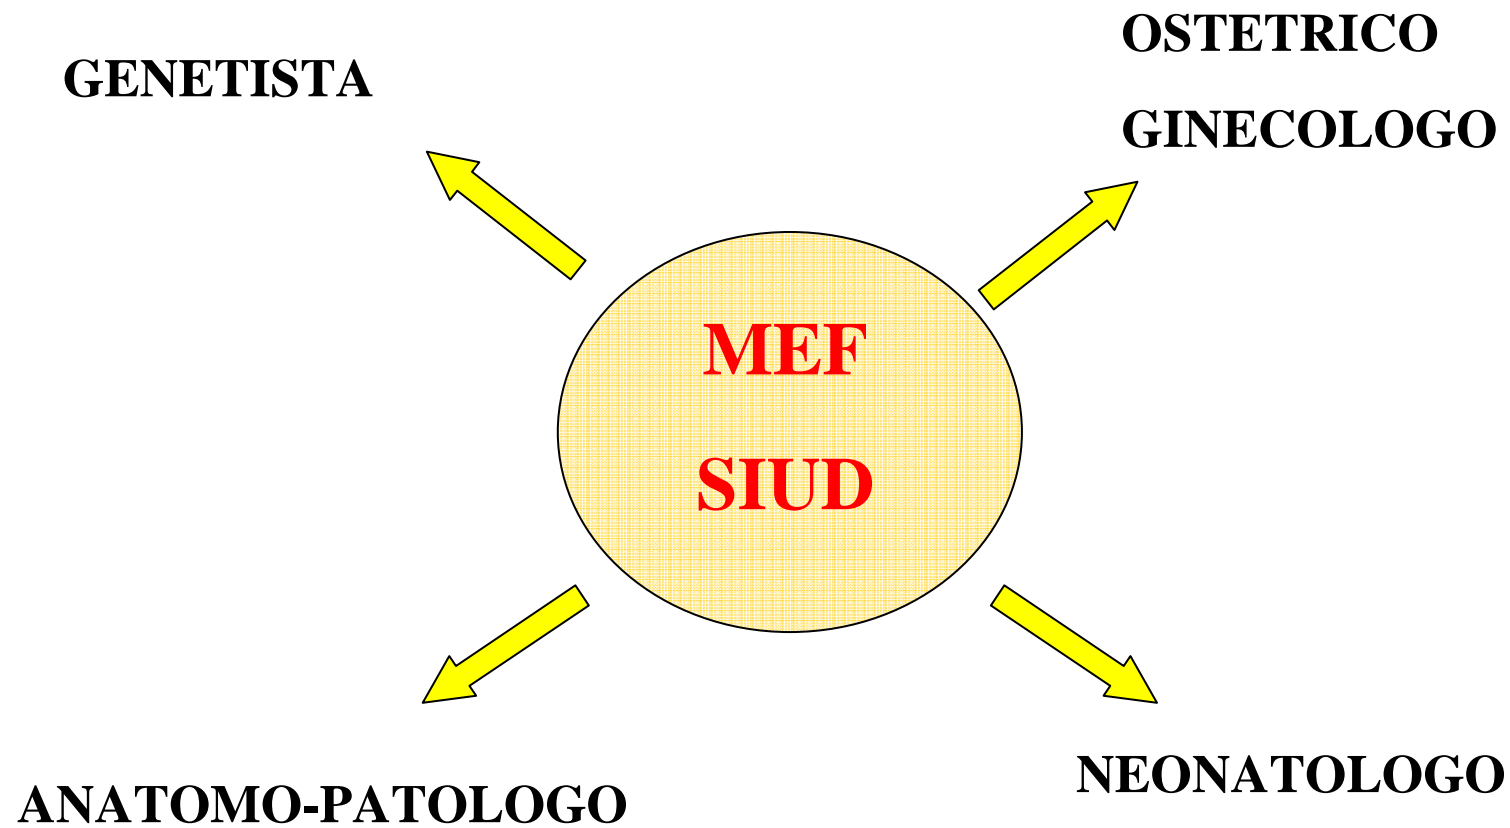 GENETISTA
OSTETRICO
GINECOLOGO
MEF
SIUD
ANATOMO-PATOLOGO
NEONATOLOGO